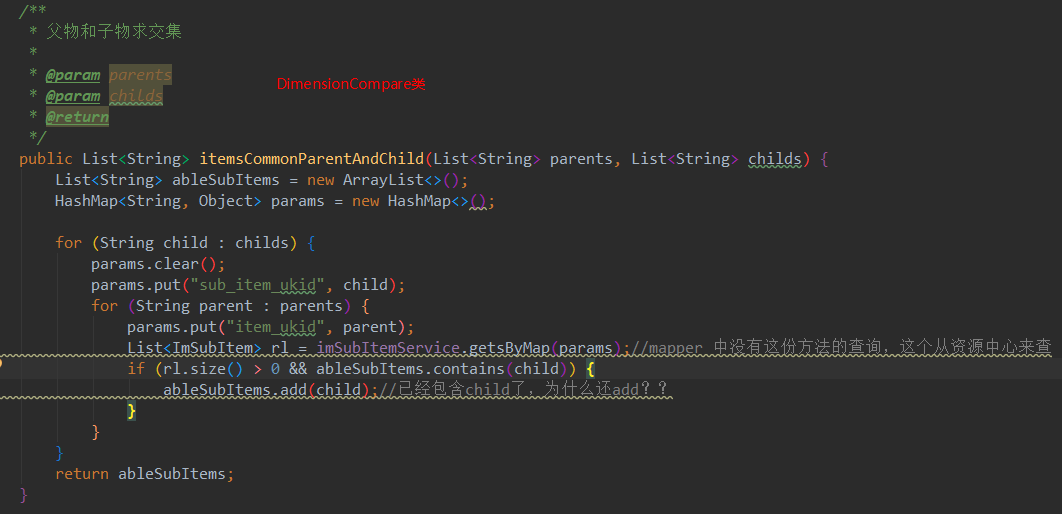 /**
* 父物和子物求交集
*
* @param parents
DimensionCompare类
* @param childs
* @return
*/
public List<String> itemsCommonParentAndChild(List<String> parents, List<String> childs) {
List<String> ableSubItems = new ArrayList<>();
HashMap<String, Object> params = new HashMap<>();
for (String child : childs) {
params.clear();
params.put("sub_item_ukid", child);
for (String parent : parents) {
params.put("item_ukid", parent);
List<ImSubItem> rl = imSubItemService.getsByMap(params);//mapper 中没有这份方法的查询，这个从资源中心来查
if (rl.size() > 0 && ableSubItems.contains(child)) {
ableSubItems.add(child);//已经包含child了，为什么还add？？
}
}
}
return ableSubItems;
}